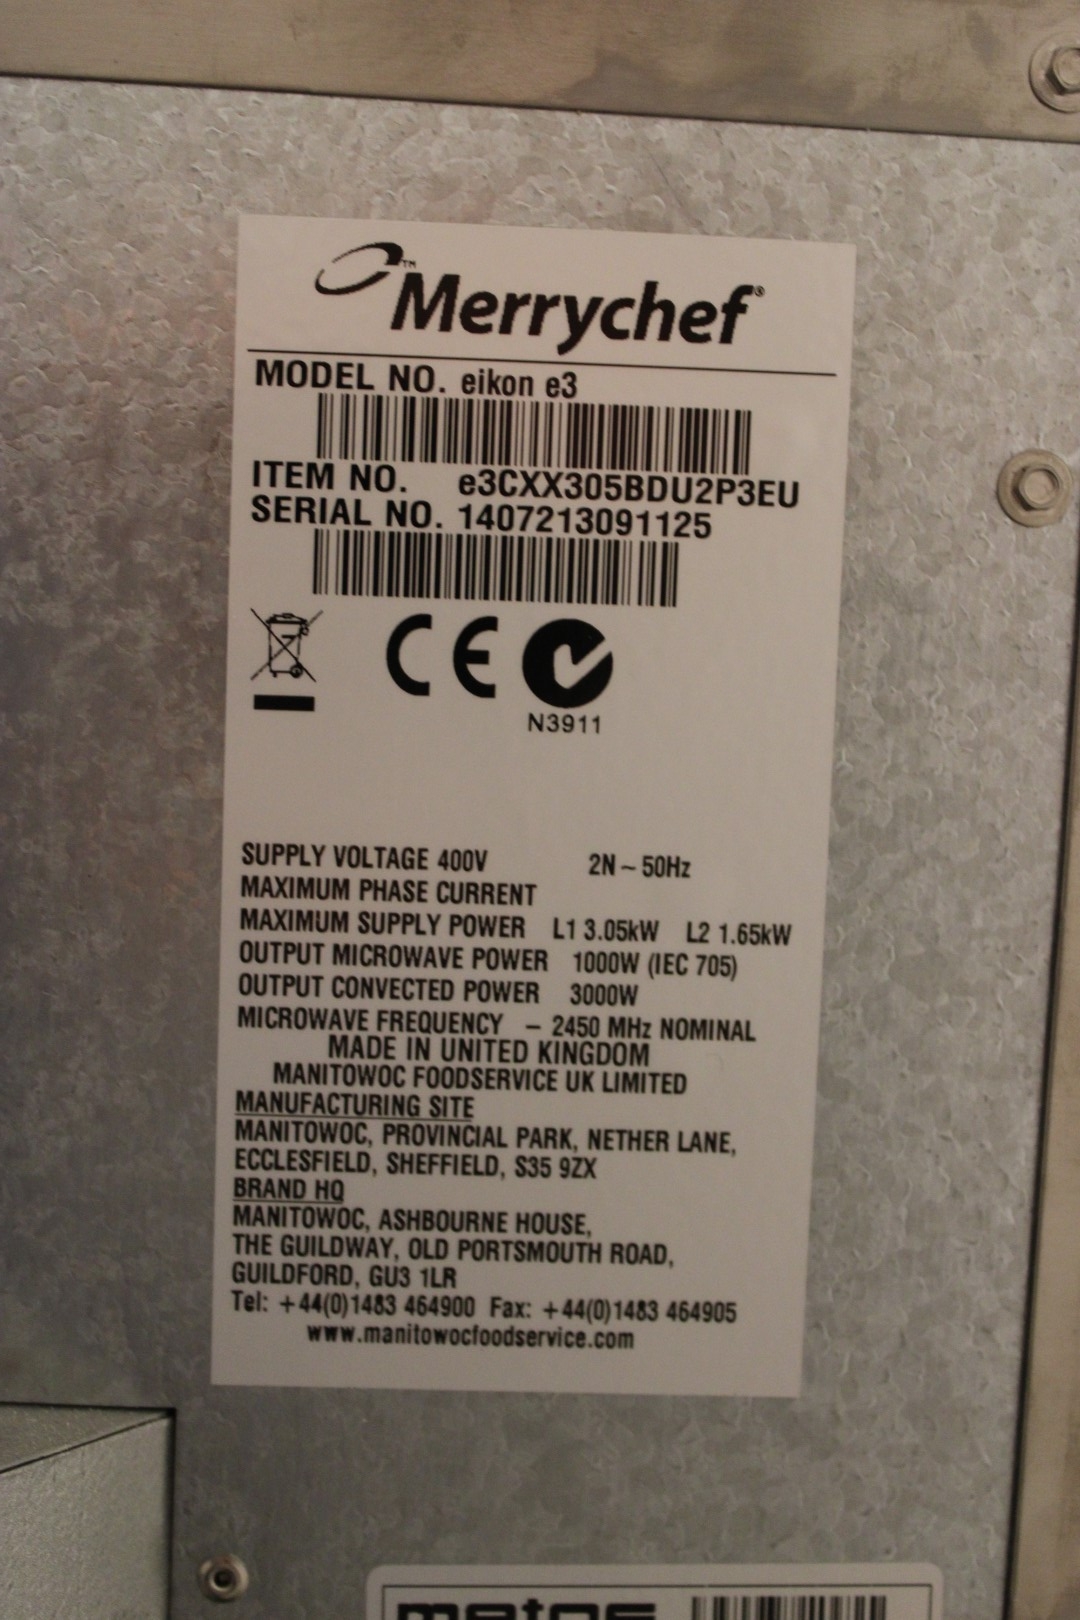 Merrychef®
MODEL NO. eikon e3
ITEM NO. e3CXX305BDU2P3EU
SERIAL NO. 1407213091125
CE
N3911
SUPPLY VOLTAGE 400V 2N ~ 50Hz
MAXIMUM PHASE CURRENT
MAXIMUM SUPPLY POWER L1 3.05kW L2 1.65kW
OUTPUT MICROWAVE POWER 1000W (IEC 705)
OUTPUT CONVECTED POWER 3000W
MICROWAVE FREQUENCY – 2450 MHz NOMINAL
MADE IN UNITED KINGDOM
MANITOWOC FOODSERVICE UK LIMITED
MANUFACTURING SITE
MANITOWOC, PROVINCIAL PARK, NETHER LANE,
ECCLESFIELD, SHEFFIELD, S35 9ZX
BRAND HQ
MANITOWOC, ASHBOURNE HOUSE,
THE GUILDWAY, OLD PORTSMOUTH ROAD,
GUILDFORD, GU3 1LR
Tel: +44(0)1483 464900 Fax: +44(0)1483 464905
www.manitowocfoodservice.com
metos